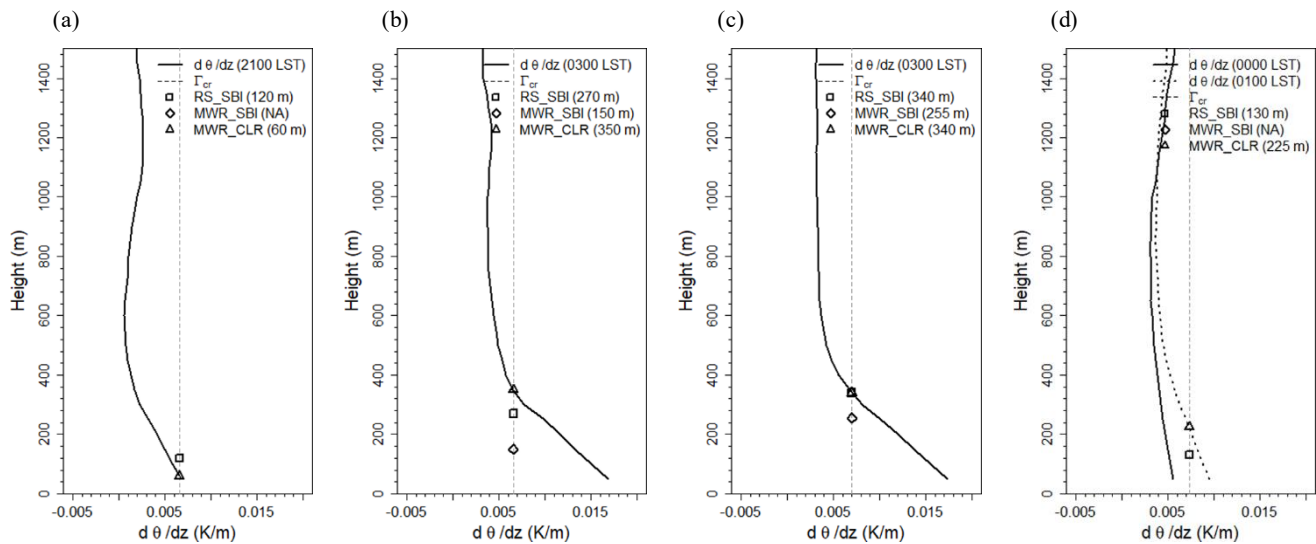 (a)
d θ /dz (2100 LST)
Γcr
RS_SBI (120 m)
MWR_SBI (NA)
MWR_CLR (60 m)
Height (m)
0 200 400 600 800 1000 1200 1400
-0.005 0.005 0.015
d θ /dz (K/m)
(b)
d θ /dz (0300 LST)
Γcr
RS_SBI (270 m)
MWR_SBI (150 m)
MWR_CLR (350 m)
Height (m)
0 200 400 600 800 1000 1200 1400
-0.005 0.005 0.015
d θ /dz (K/m)
(c)
d θ /dz (0300 LST)
Γcr
RS_SBI (340 m)
MWR_SBI (255 m)
MWR_CLR (340 m)
Height (m)
0 200 400 600 800 1000 1200 1400
-0.005 0.005 0.015
d θ /dz (K/m)
(d)
d θ /dz (0000 LST)
d θ /dz (0100 LST)
Γcr
RS_SBI (130 m)
MWR_SBI (NA)
MWR_CLR (225 m)
Height (m)
0 200 400 600 800 1000 1200 1400
-0.005 0.005 0.015
d θ /dz (K/m)